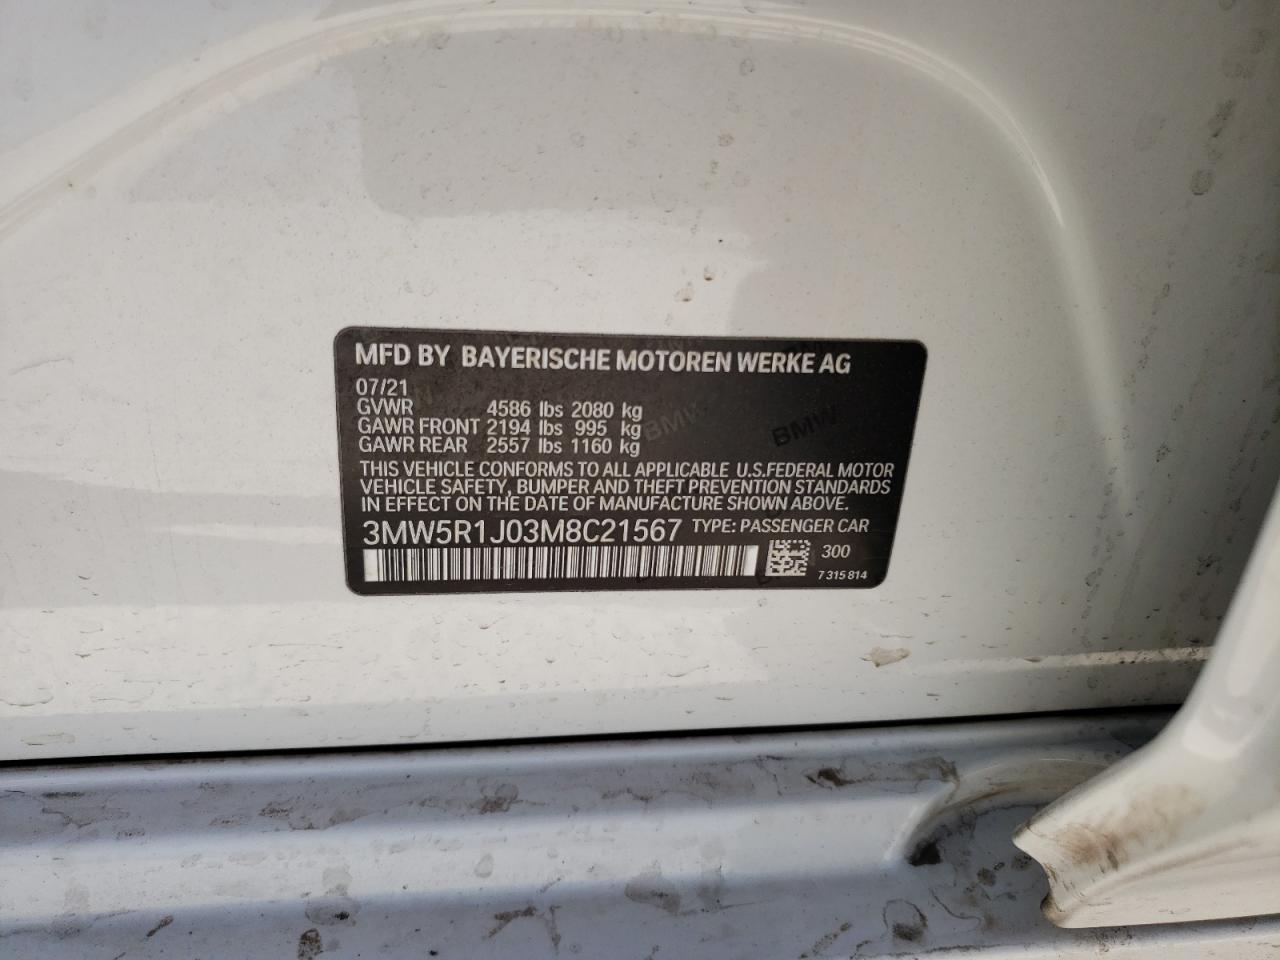 MFD BY BAYERISCHE MOTOREN WERKE AG
07/21
GVWR 4586 lbs 2080 kg
GAWR FRONT 2194 lbs 995 kg
GAWR REAR 2557 lbs 1160 kg
THIS VEHICLE CONFORMS TO ALL APPLICABLE U.S.FEDERAL MOTOR
VEHICLE SAFETY, BUMPER AND THEFT PREVENTION STANDARDS
IN EFFECT ON THE DATE OF MANUFACTURE SHOWN ABOVE.
3MW5R1J03M8C21567 TYPE: PASSENGER CAR
300
7 315 814
BMW
BMW